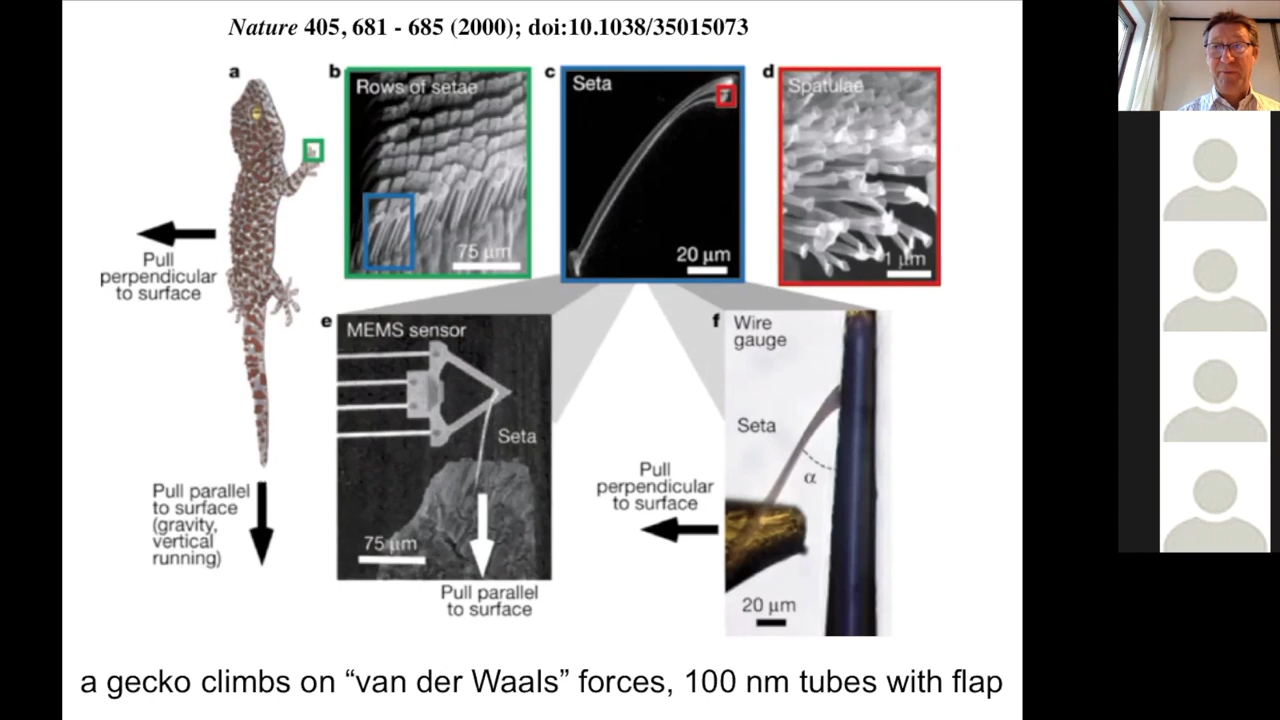 Nature 405, 681 - 685 (2000); doi:10.1038/35015073
a
b
c
d
Rows of setae
Seta
Spatulae
75 µm
20 µm
1 µm
Pull
perpendicular
to surface
e
MEMS sensor
Seta
75 µm
Pull parallel
to surface
f
Wire
gauge
Seta
α
Pull
perpendicular
to surface
20 µm
Pull parallel
to surface
(gravity,
vertical
running)
a gecko climbs on “van der Waals” forces, 100 nm tubes with flap